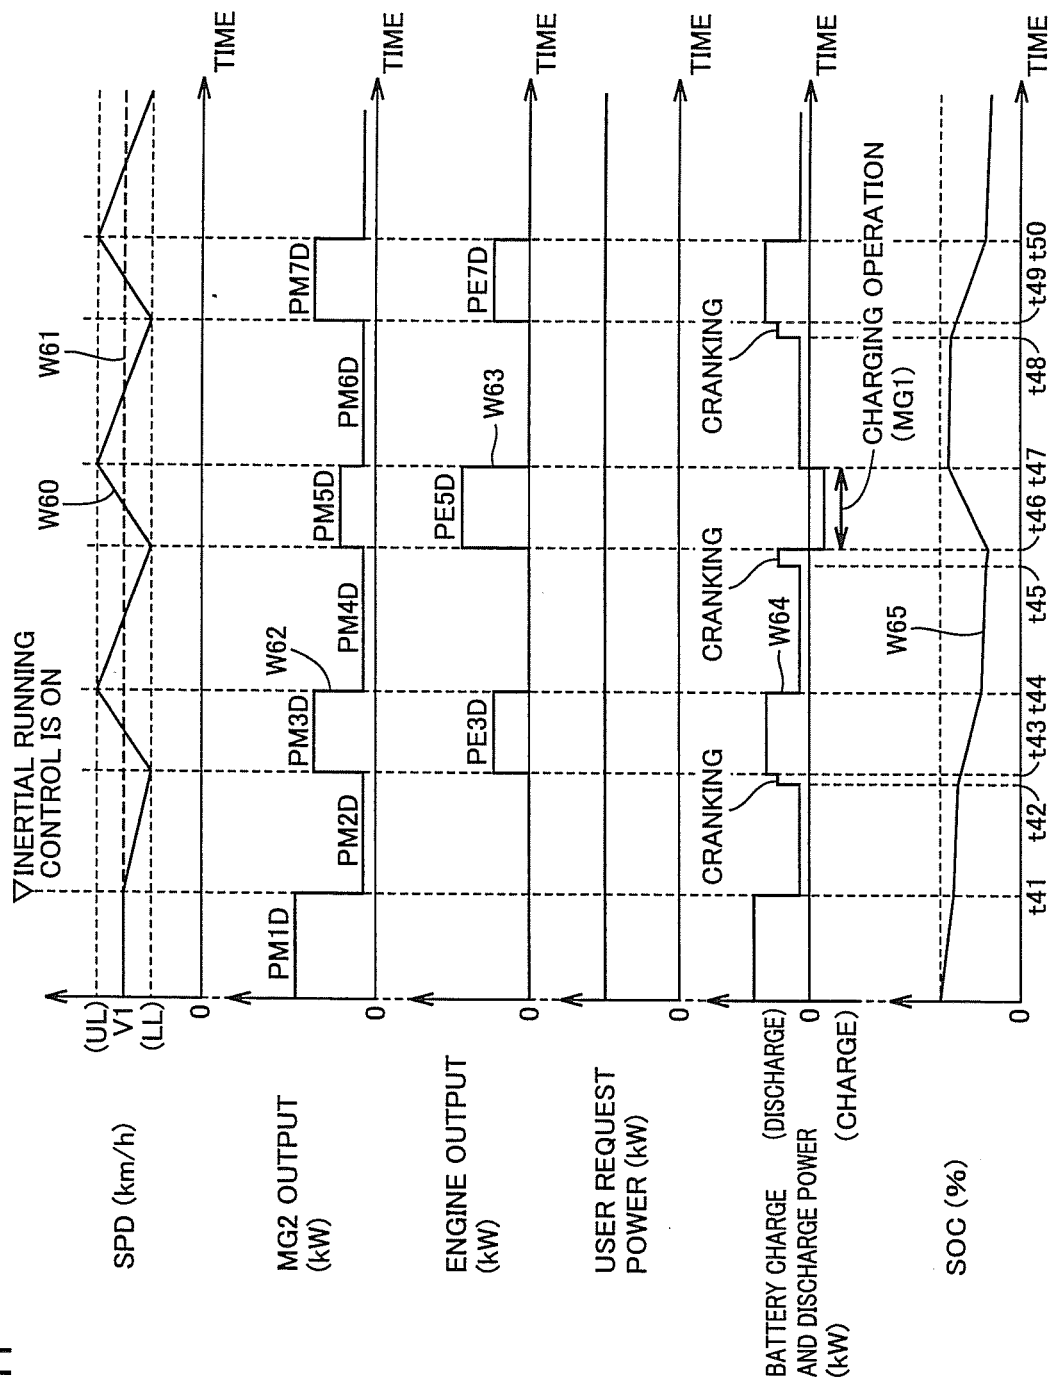 ▽INERTIAL RUNNING
CONTROL IS ON
W60
W61
SPD (km/h)
(UL)
V1
(LL)
0
TIME
MG2 OUTPUT
(kW)
PM1D
PM2D
PM3D
W62
PM4D
PM5D
PM6D
PM7D
0
TIME
ENGINE OUTPUT
(kW)
PE3D
PE5D
W63
PE7D
0
TIME
USER REQUEST
POWER (kW)
0
TIME
BATTERY CHARGE
AND DISCHARGE POWER
(kW)
(DISCHARGE)
0
(CHARGE)
CRANKING
W64
CRANKING
CRANKING
CHARGING OPERATION
(MG1)
TIME
SOC (%)
W65
0
t41
t42
t43
t44
t45
t46
t47
t48
t49
t50
TIME